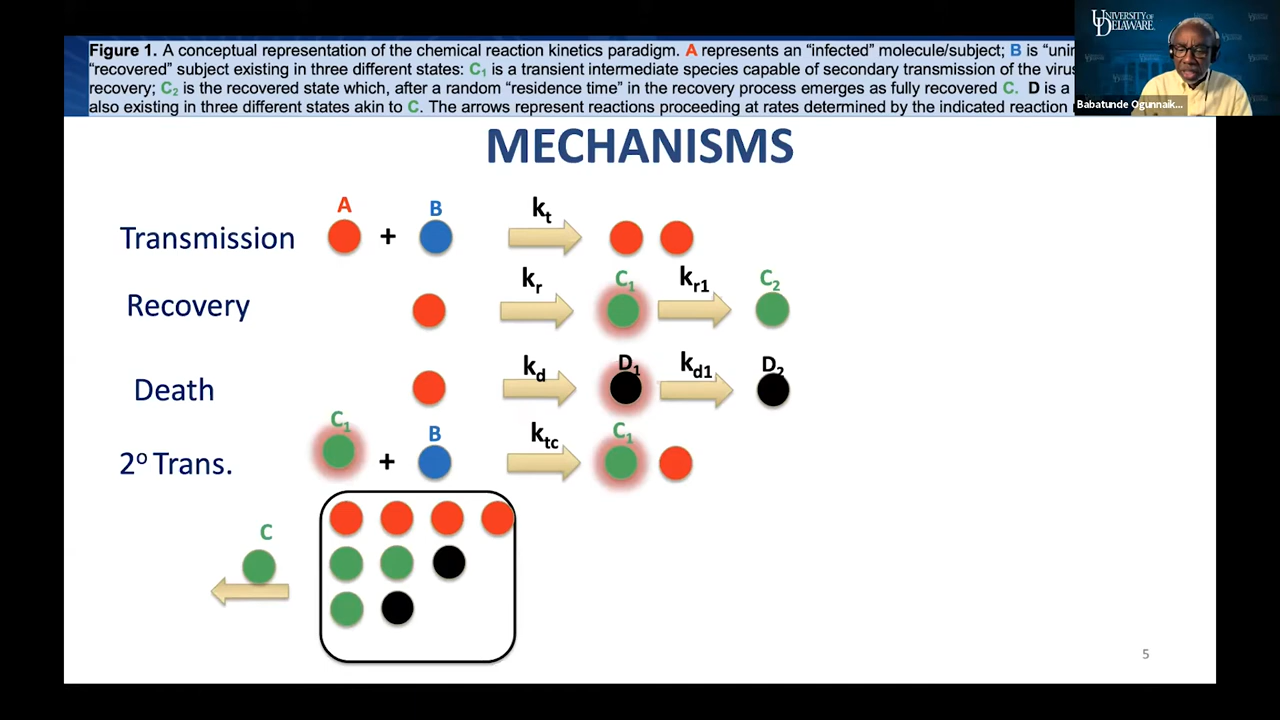 Figure 1. A conceptual representation of the chemical reaction kinetics paradigm. A represents an “infected” molecule/subject; B is “unin
“recovered” subject existing in three different states: C1 is a transient intermediate species capable of secondary transmission of the virus
recovery; C2 is the recovered state which, after a random “residence time” in the recovery process emerges as fully recovered C. D is a
also existing in three different states akin to C. The arrows represent reactions proceeding at rates determined by the indicated reaction
UNIVERSITY OF DELAWARE
Babatunde Ogunnaik...
MECHANISMS
Transmission A + B kt
Recovery kr C1 kr1 C2
Death kd D1 kd1 D2
2o Trans. C1 + B ktc C1
C
5